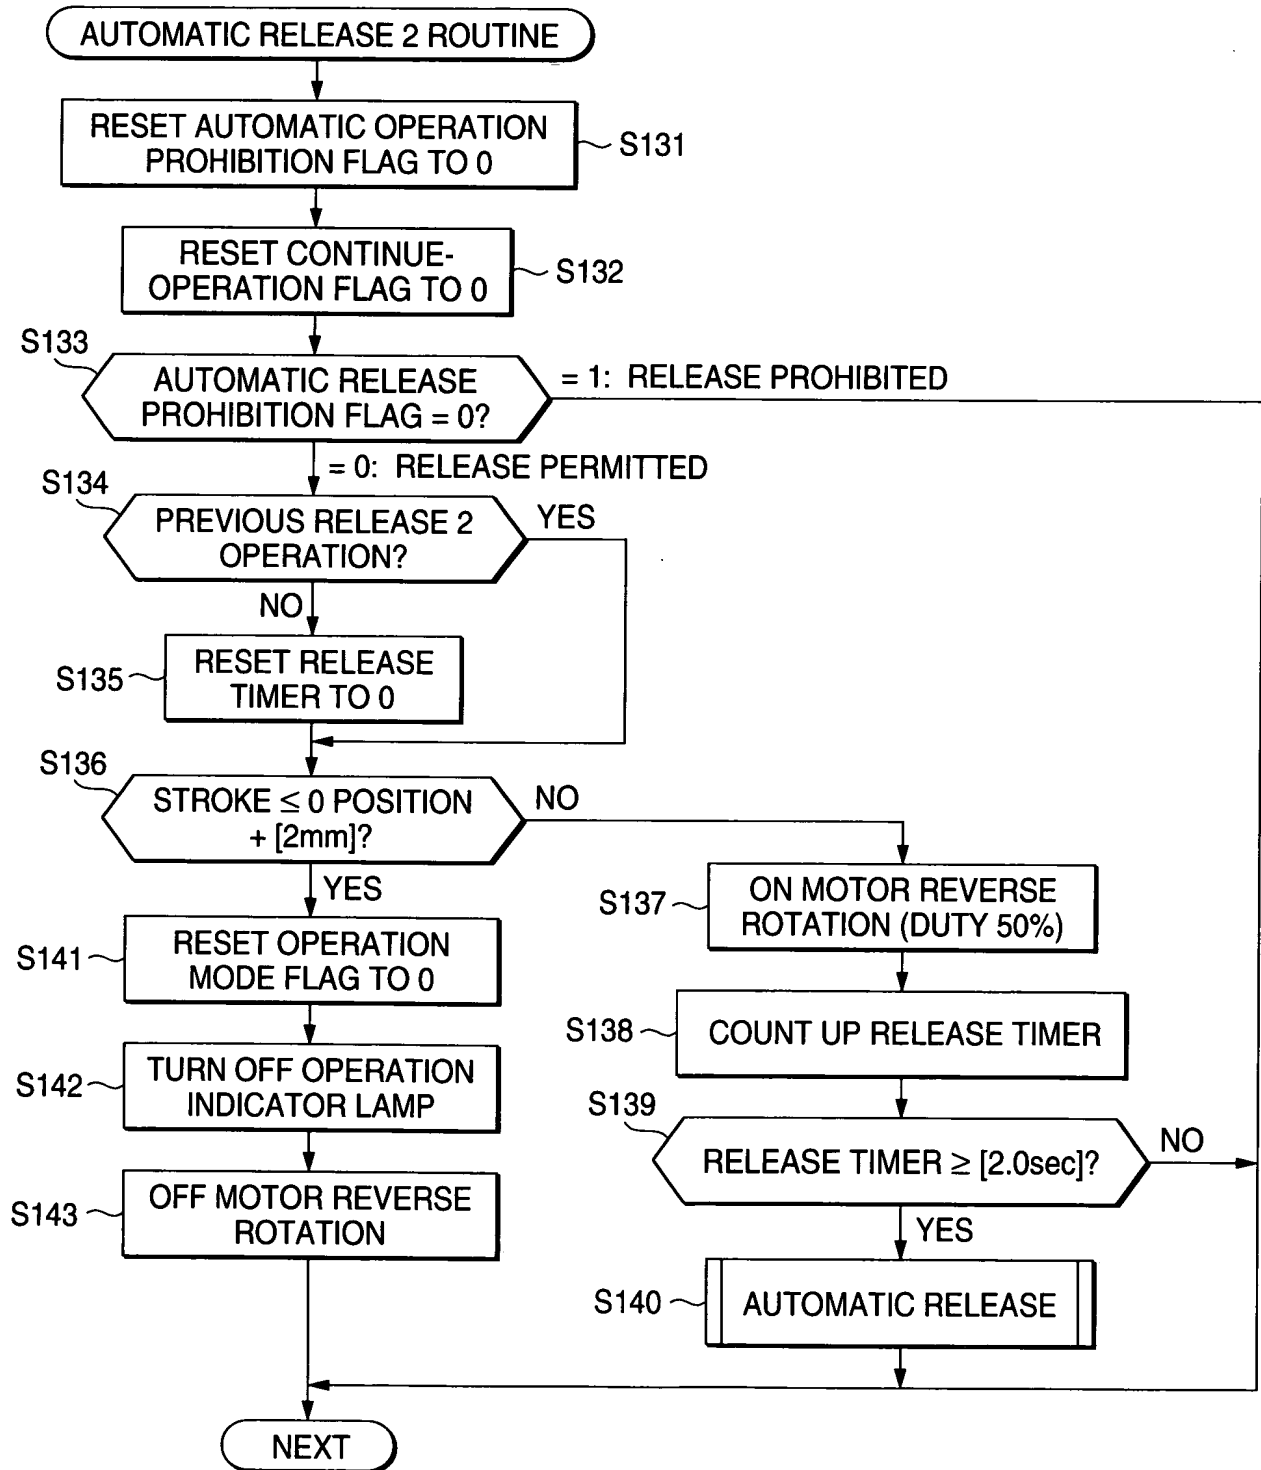 AUTOMATIC RELEASE 2 ROUTINE
RESET AUTOMATIC OPERATION
PROHIBITION FLAG TO 0
S131
RESET CONTINUE-
OPERATION FLAG TO 0
S132
S133
AUTOMATIC RELEASE
PROHIBITION FLAG = 0?
= 1: RELEASE PROHIBITED
= 0: RELEASE PERMITTED
S134
PREVIOUS RELEASE 2
OPERATION?
YES
NO
S135
RESET RELEASE
TIMER TO 0
S136
STROKE ≤ 0 POSITION
+ [2mm]?
NO
YES
S137
ON MOTOR REVERSE
ROTATION (DUTY 50%)
S141
RESET OPERATION
MODE FLAG TO 0
S138
COUNT UP RELEASE TIMER
S142
TURN OFF OPERATION
INDICATOR LAMP
S139
RELEASE TIMER ≥ [2.0sec]?
NO
YES
S143
OFF MOTOR REVERSE
ROTATION
S140
AUTOMATIC RELEASE
NEXT